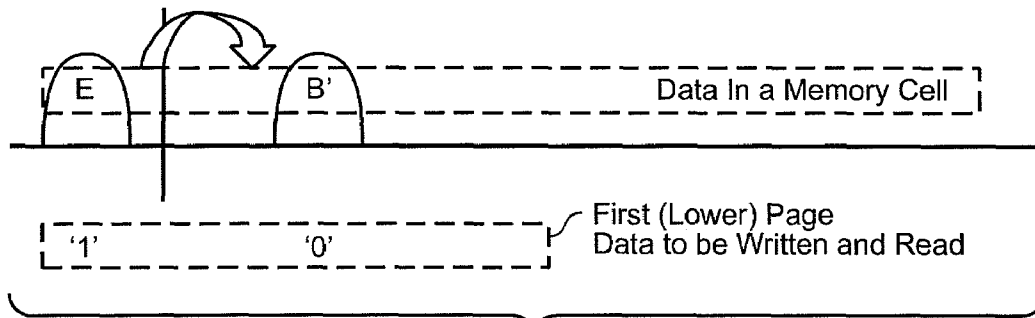 E B’ Data In a Memory Cell
‘1’ ‘0’ First (Lower) Page
Data to be Written and Read